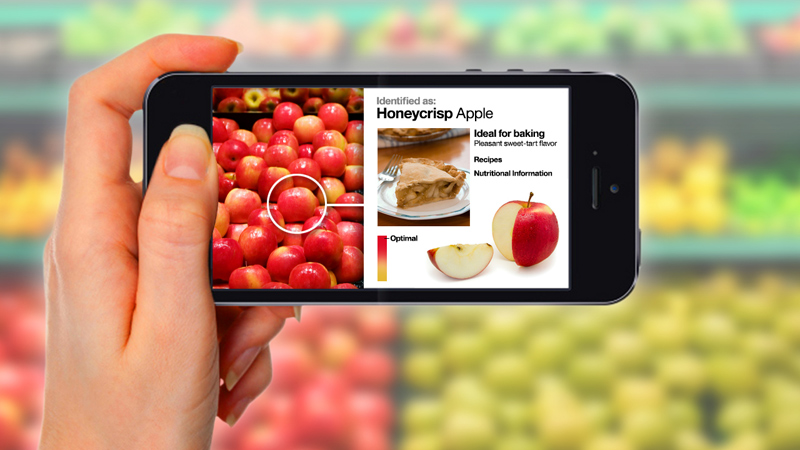 Identified as:
Honeycrisp Apple
Ideal for baking
Pleasant sweet-tart flavor
Recipes
Nutritional Information
Optimal